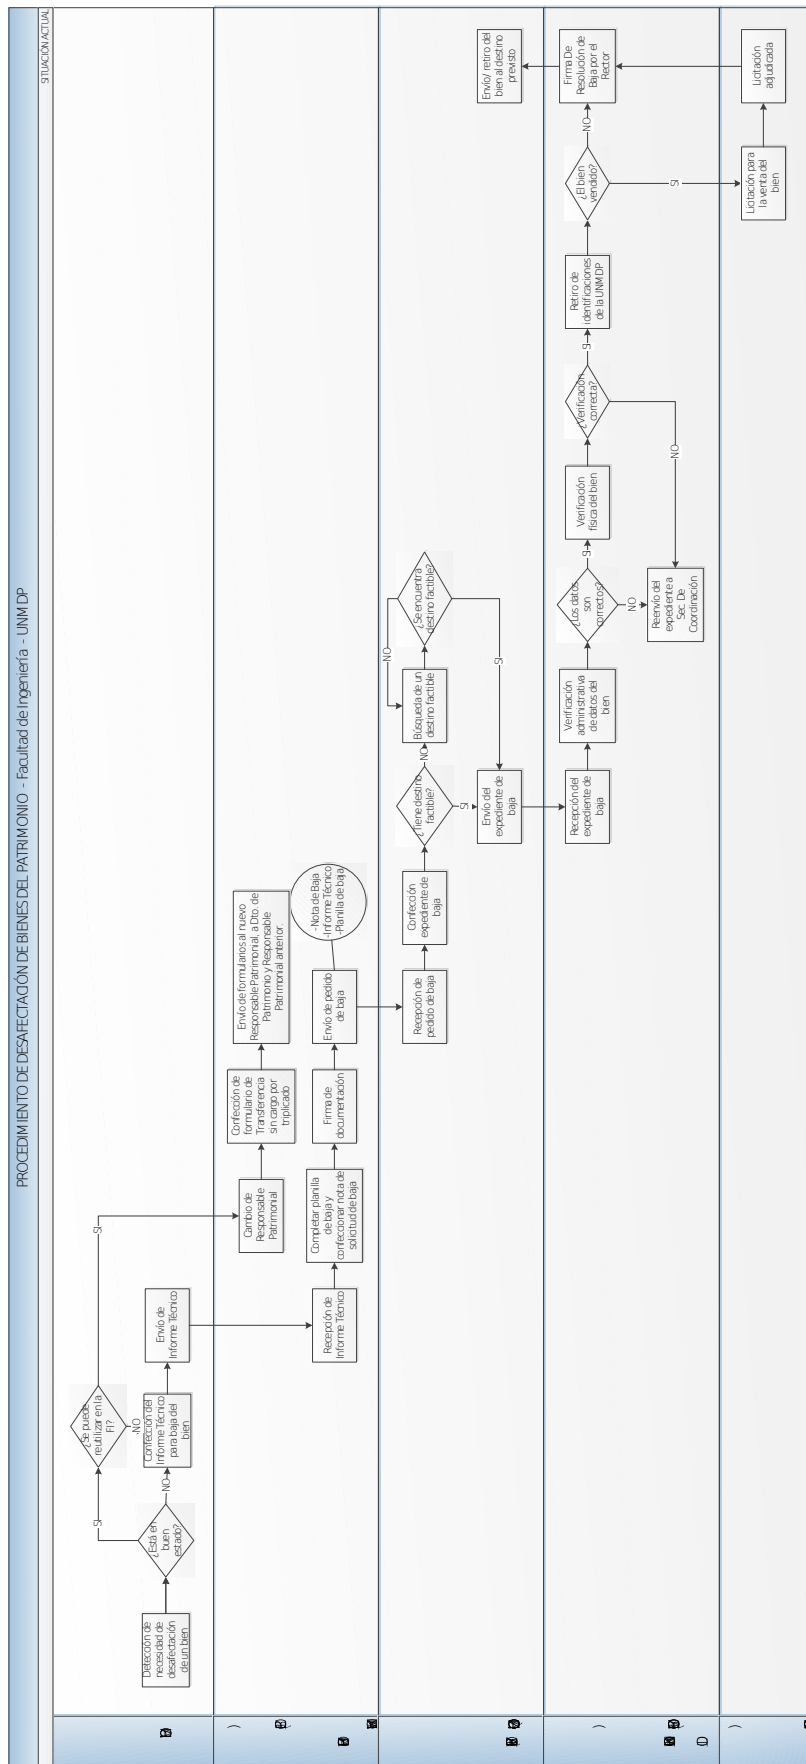 PROCEDIMIENTO DE DESAFECTACIÓN DE BIENES DEL PATRIMONIO - Facultad de Ingeniería - UNMDP
SITUACIÓN ACTUAL
Detección de
necesidad de
desafectación
de un bien
¿Está en
buen
estado?
SI
NO
¿Se puede
reutilizar en la
FI?
SI
NO
Confección del
Informe Técnico
para baja del
bien
Envío de
Informe Técnico
Cambio de
Responsable
Patrimonial
Confección de
formulario de
Transferencia
sin cargo por
triplicado
Envío de formularios al nuevo
Responsable Patrimonial, a Dto. de
Patrimonio y Responsable
Patrimonial anterior.
Recepción de
Informe Técnico
Completar planilla
de baja y
confeccionar nota de
solicitud de baja
Firma de
documentación
Envío de pedido
de baja
-Nota de Baja
-Informe Técnico
-Planilla de baja
Recepción de
pedido de baja
Confección
expediente de
baja
¿Tiene destino
factible?
NO
SI
Búsqueda de un
destino factible
¿Se encuentra
destino factible?
NO
SI
Envío del
expediente de
baja
Recepción del
expediente de
baja
Verificación
administrativa
de datos del
bien
¿Los datos
son
correctos?
SI
NO
Reenvío del
expediente a
Sec. De
Coordinación
Verificación
física del bien
¿Verificación
correcta?
SI
NO
Retiro de
identificaciones
de la UNMDP
¿El bien
vendido?
NO
SI
Firma De
Resolución de
Baja por el
Rector
Envío/ retiro del
bien al destino
previsto
Licitación para
la venta del
bien
Licitación
adjudicada